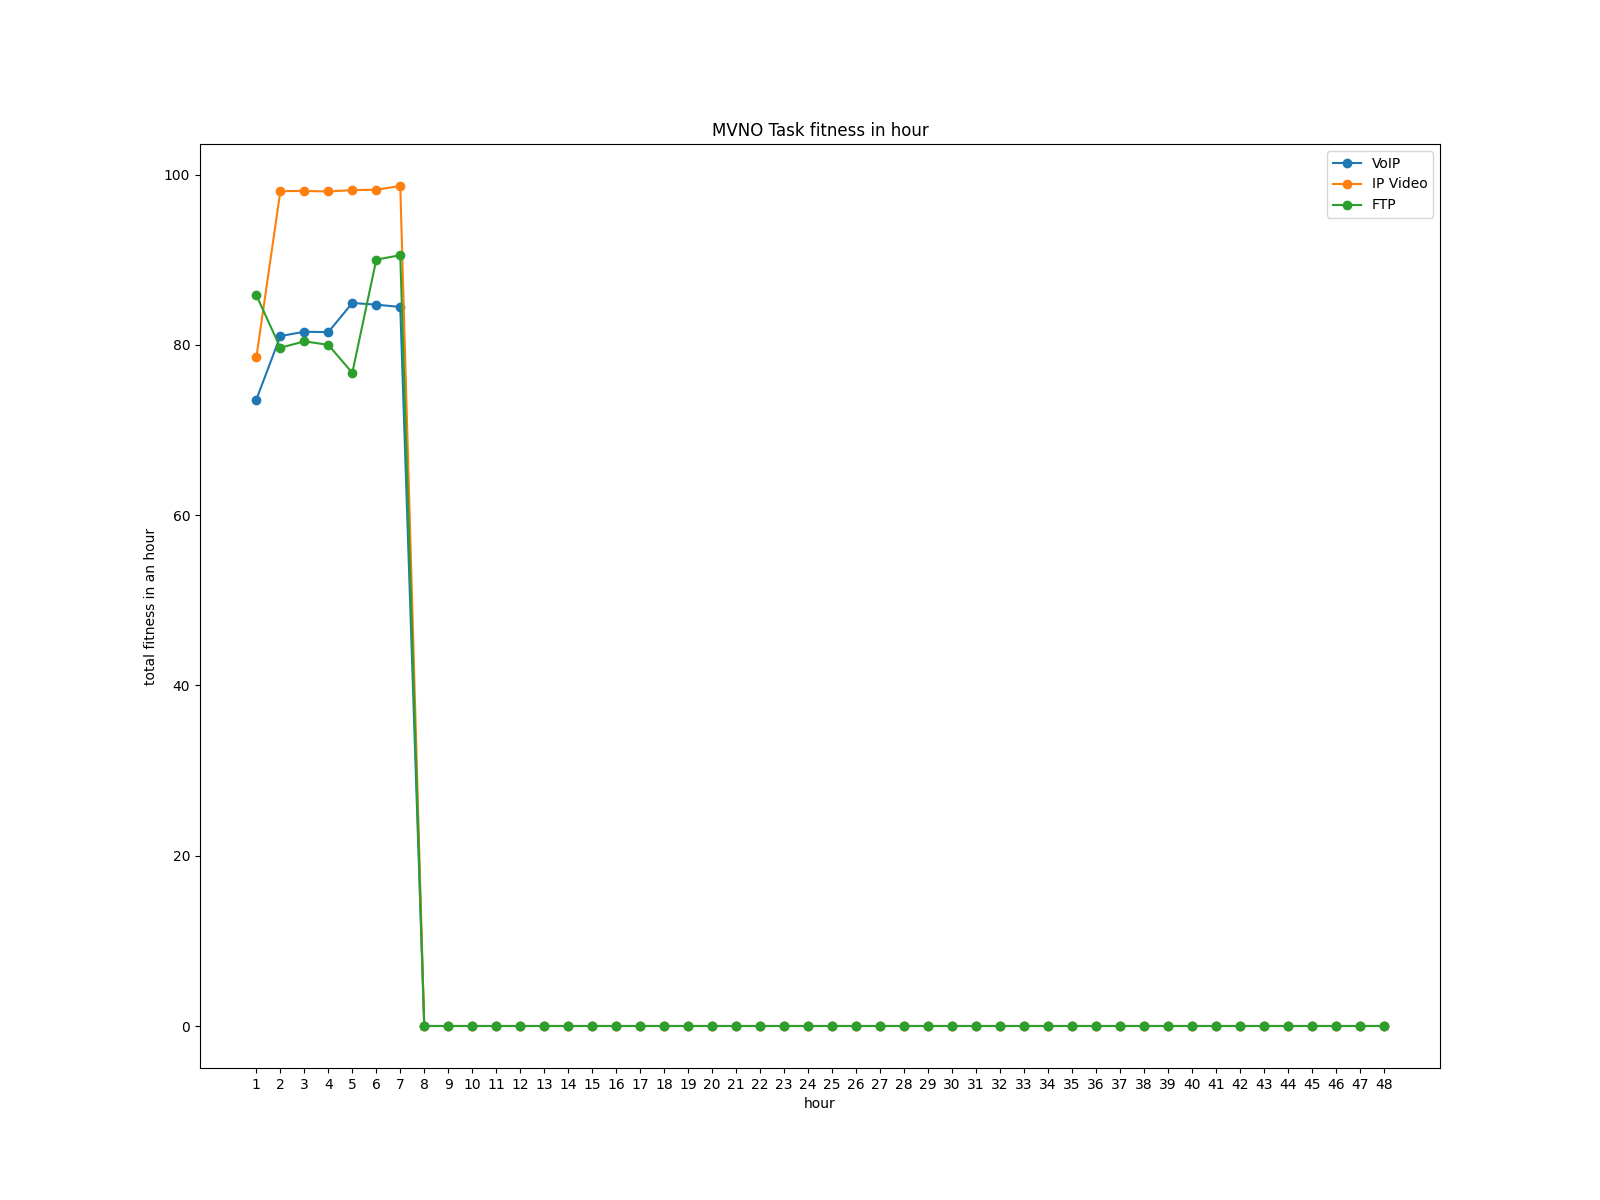 MVNO Task fitness in hour
VoIP
IP Video
FTP
total fitness in an hour
100
80
60
40
20
0
1 2 3 4 5 6 7 8 9 10 11 12 13 14 15 16 17 18 19 20 21 22 23 24 25 26 27 28 29 30 31 32 33 34 35 36 37 38 39 40 41 42 43 44 45 46 47 48
hour